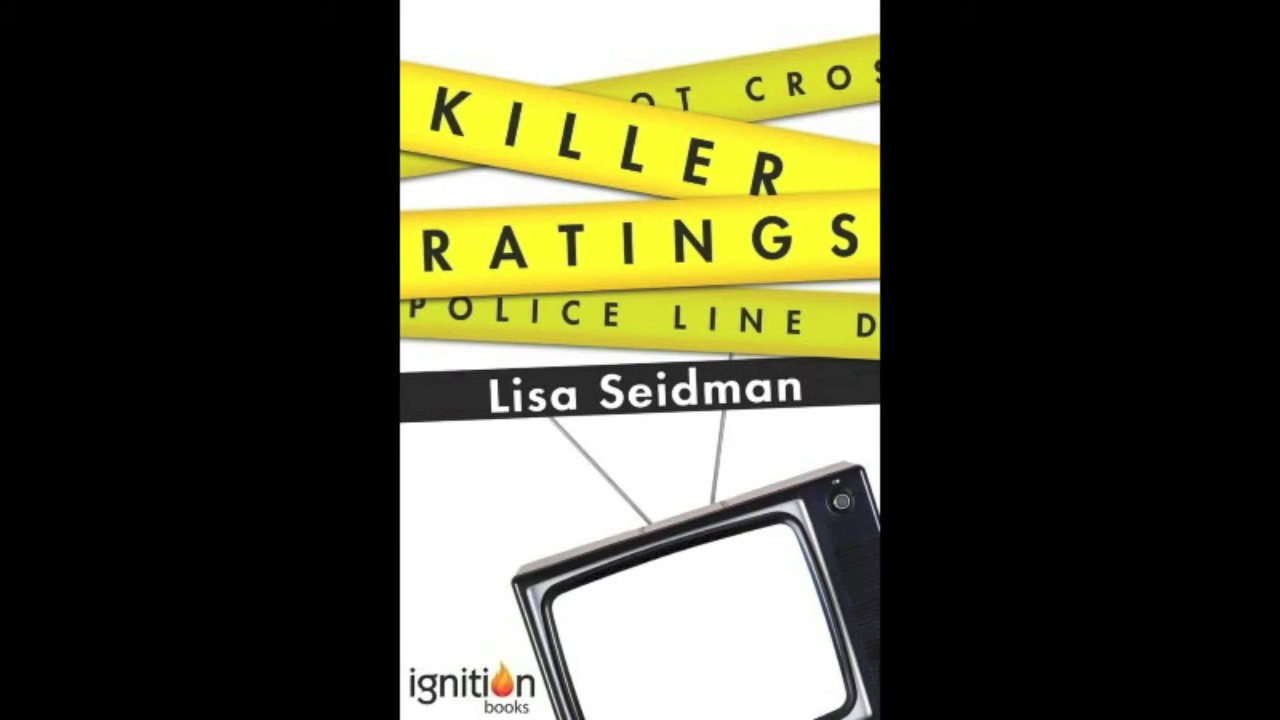 OT CROS
KILLER
RATINGS
POLICE LINE D
Lisa Seidman
ignition
books